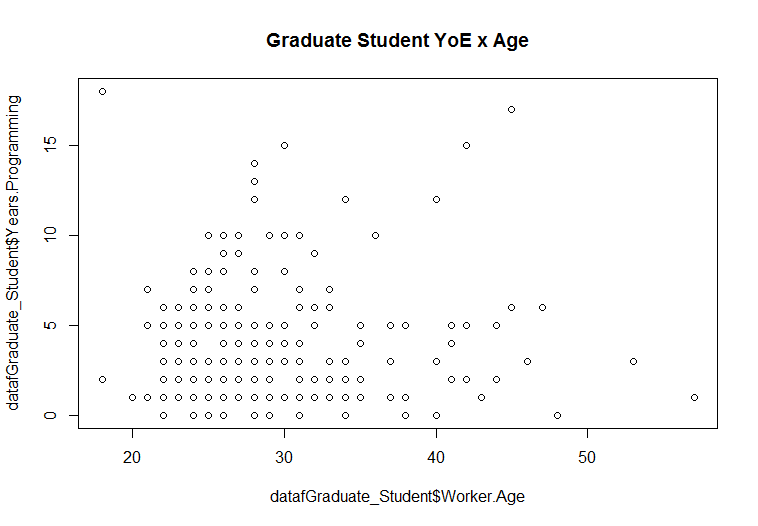 Graduate Student YoE x Age
datafGraduate_Student$Years.Programming
15
10
5
0
20 30 40 50
datafGraduate_Student$Worker.Age